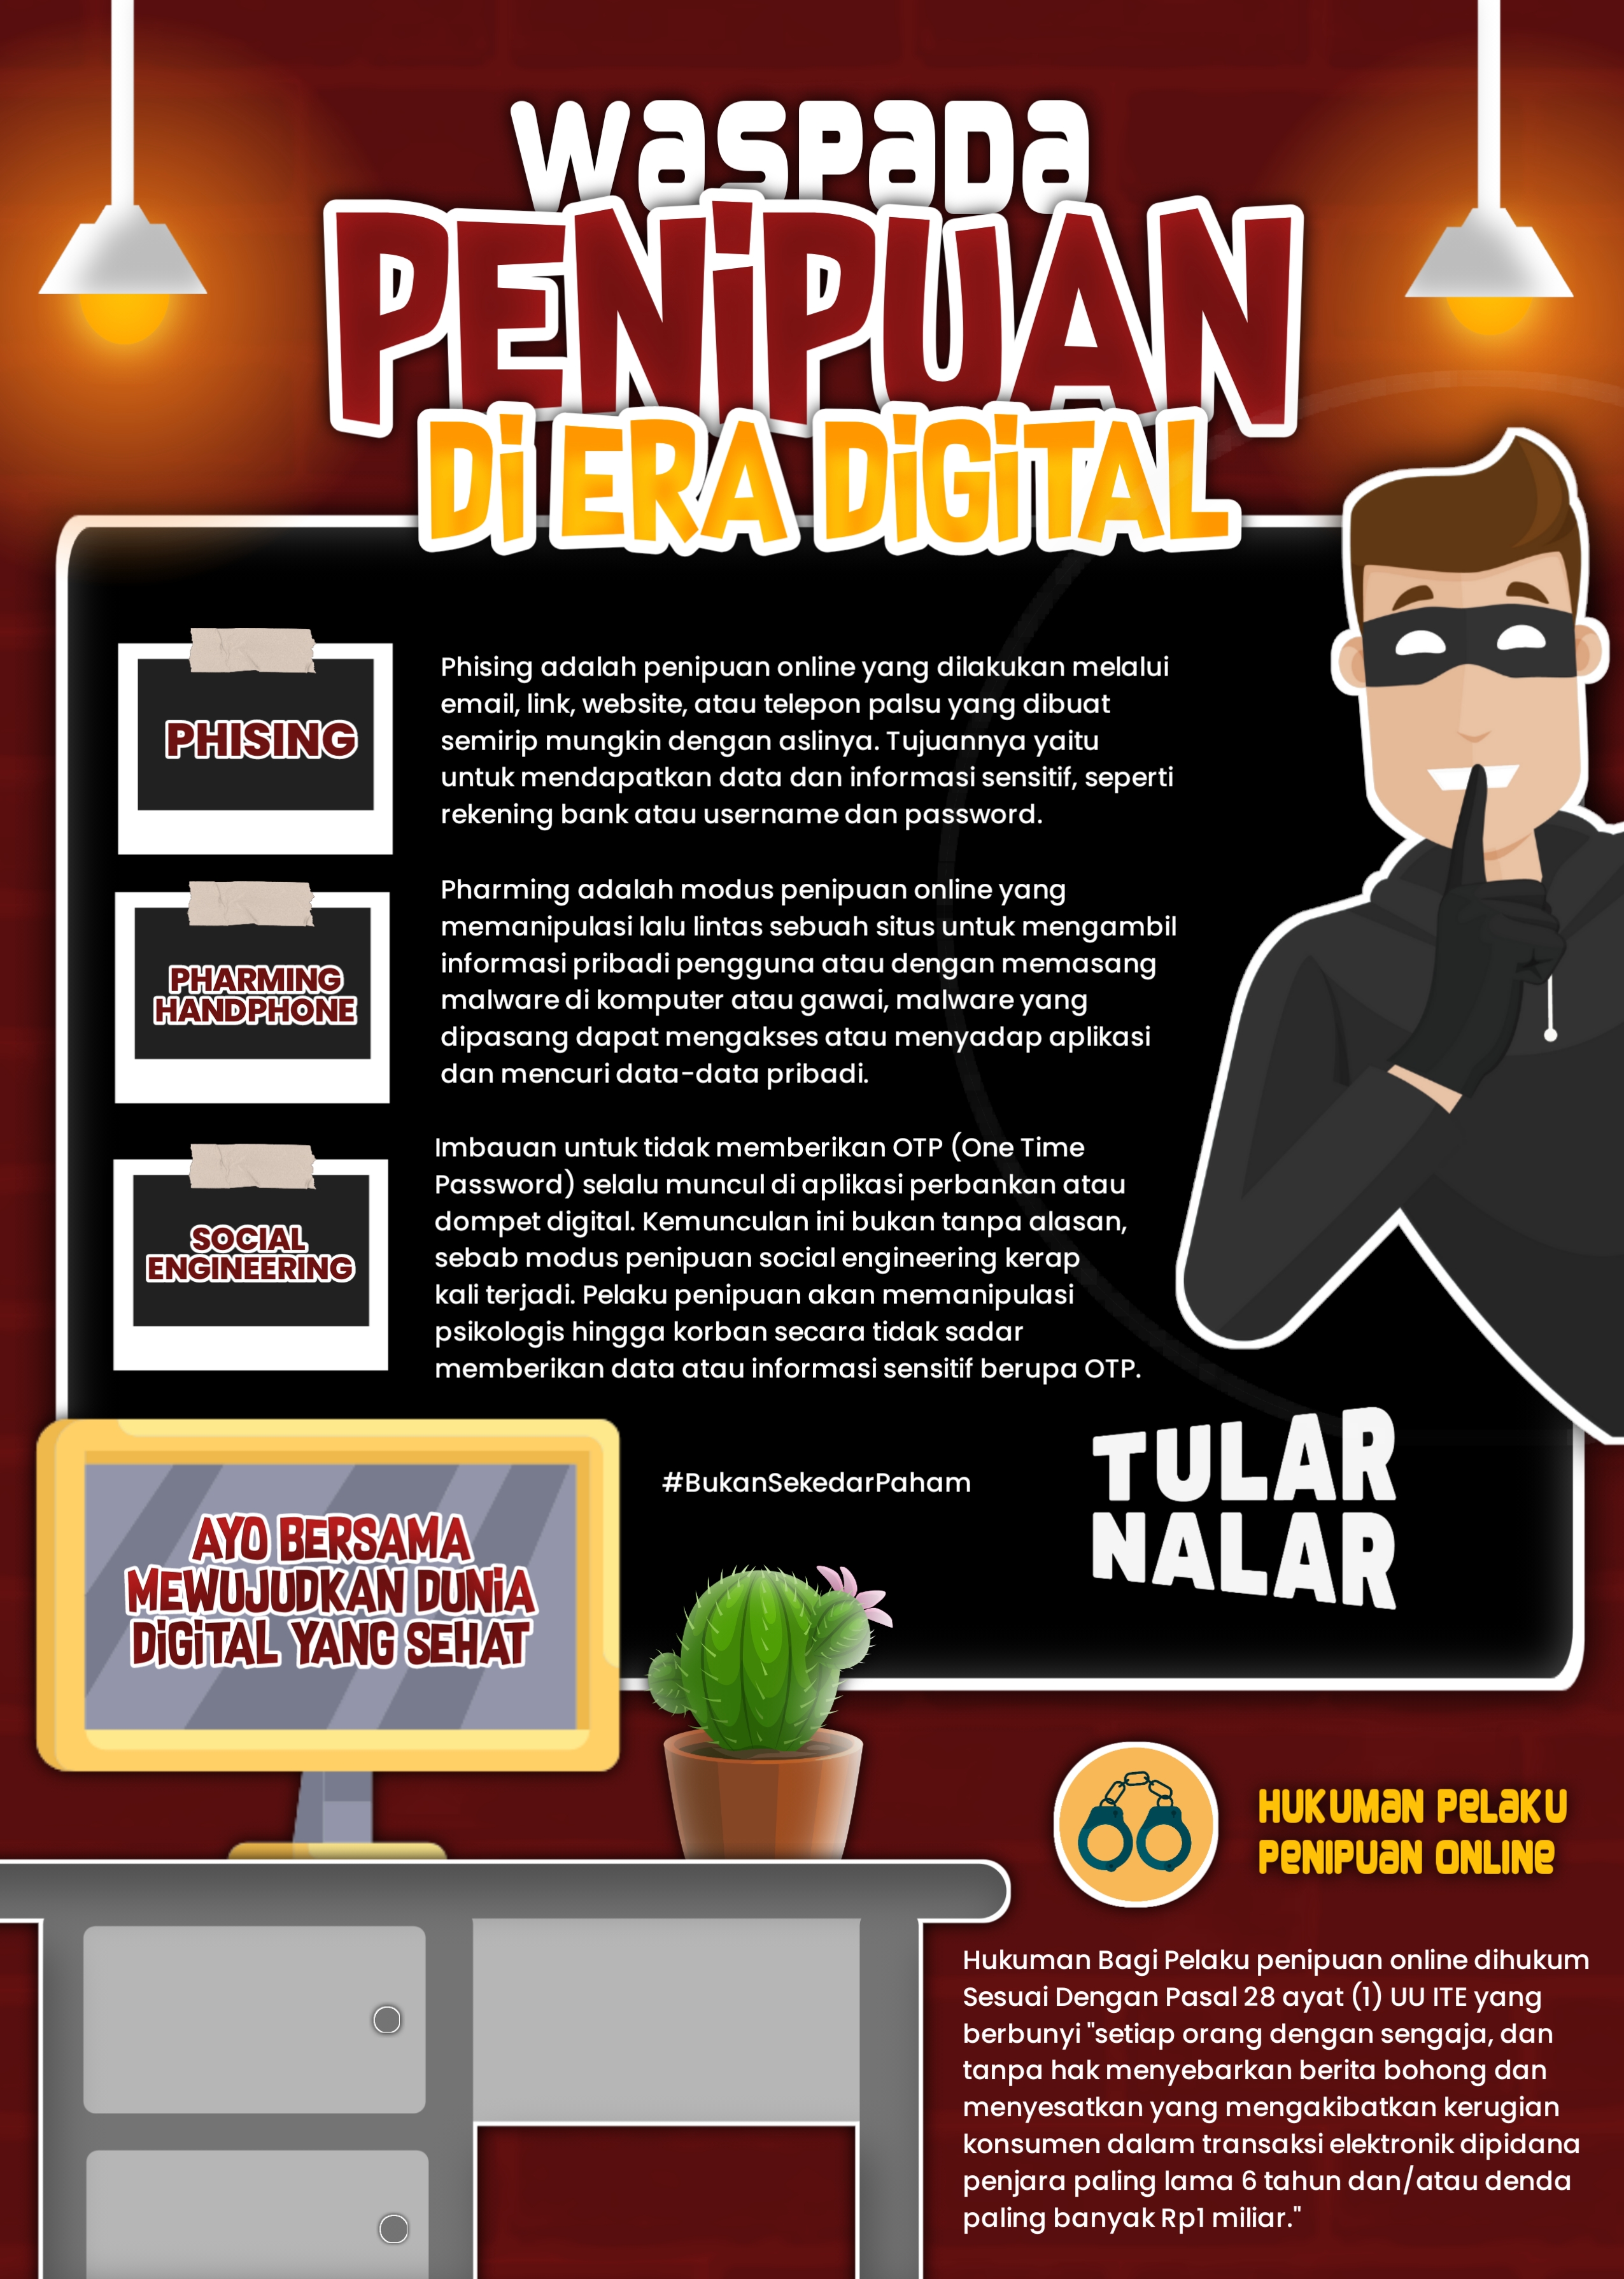 WaSPaDa
PENiPUAN
Di ERA DiGiTAL
PHISING
Phising adalah penipuan online yang dilakukan melalui
email, link, website, atau telepon palsu yang dibuat
semirip mungkin dengan aslinya. Tujuannya yaitu
untuk mendapatkan data dan informasi sensitif, seperti
rekening bank atau username dan password.
PHARMING
HANDPHONE
Pharming adalah modus penipuan online yang
memanipulasi lalu lintas sebuah situs untuk mengambil
informasi pribadi pengguna atau dengan memasang
malware di komputer atau gawai, malware yang
dipasang dapat mengakses atau menyadap aplikasi
dan mencuri data-data pribadi.
SOCIAL
ENGINEERING
Imbauan untuk tidak memberikan OTP (One Time
Password) selalu muncul di aplikasi perbankan atau
dompet digital. Kemunculan ini bukan tanpa alasan,
sebab modus penipuan social engineering kerap
kali terjadi. Pelaku penipuan akan memanipulasi
psikologis hingga korban secara tidak sadar
memberikan data atau informasi sensitif berupa OTP.
#BukanSekedarPaham
TULAR
NALAR
AYO BERSAMA
MEWUJUDKAN DUNiA
DiGiTAL YANG SEHAT
HUKUMaN PeLaKU
PeNIPUaN ONLINe
Hukuman Bagi Pelaku penipuan online dihukum
Sesuai Dengan Pasal 28 ayat (1) UU ITE yang
berbunyi "setiap orang dengan sengaja, dan
tanpa hak menyebarkan berita bohong dan
menyesatkan yang mengakibatkan kerugian
konsumen dalam transaksi elektronik dipidana
penjara paling lama 6 tahun dan/atau denda
paling banyak Rp1 miliar."